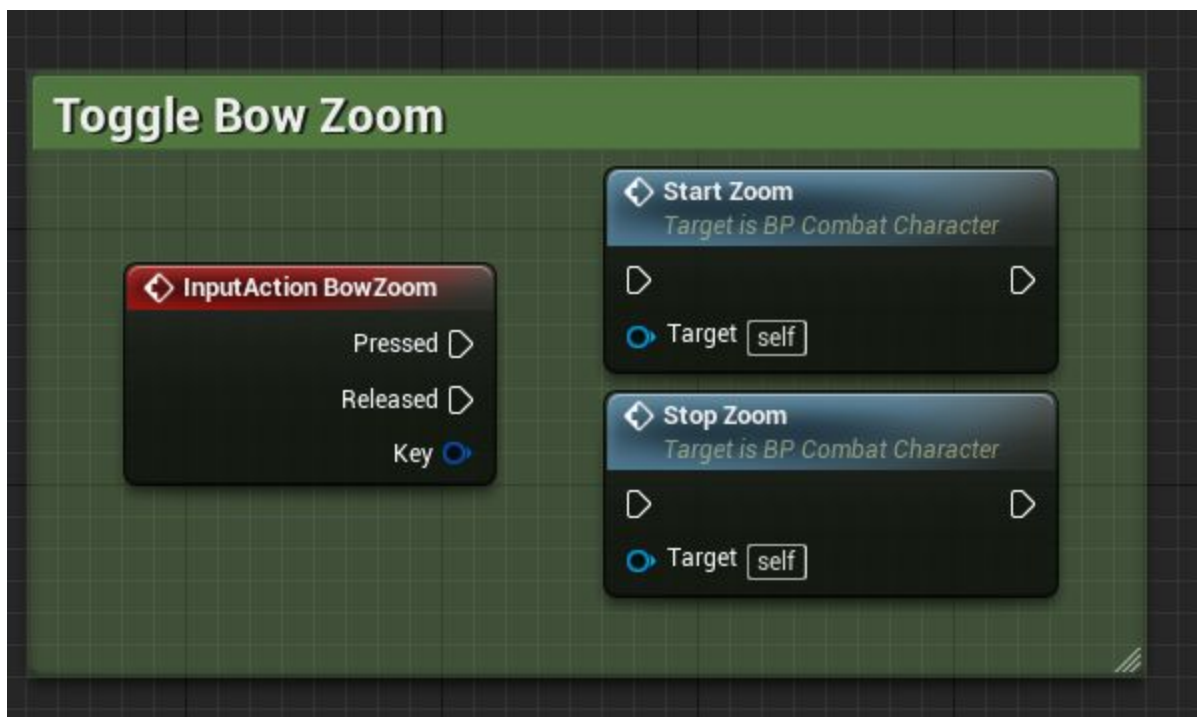 Toggle Bow Zoom
Start Zoom
Target is BP Combat Character
Target self
InputAction BowZoom
Pressed
Released
Key
Stop Zoom
Target is BP Combat Character
Target self